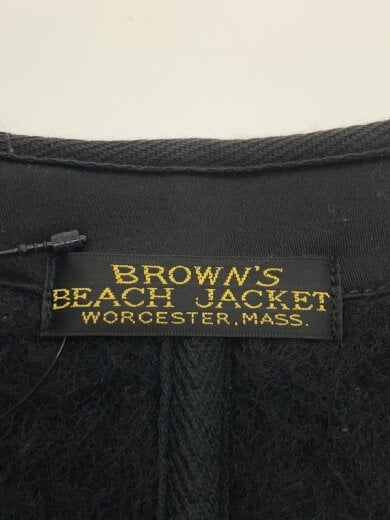 BROWN'S
BEACH JACKET
WORCESTER, MASS.